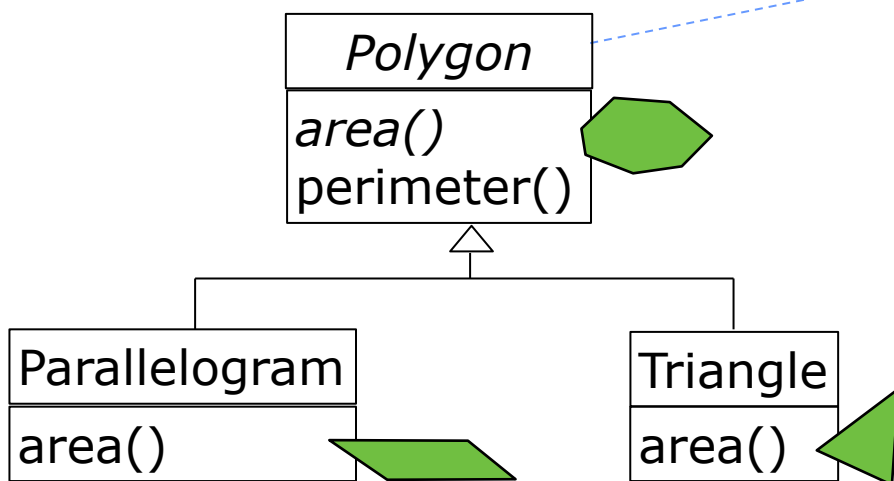 Polygon
area()
perimeter()
Parallelogram
area()
Triangle
area()